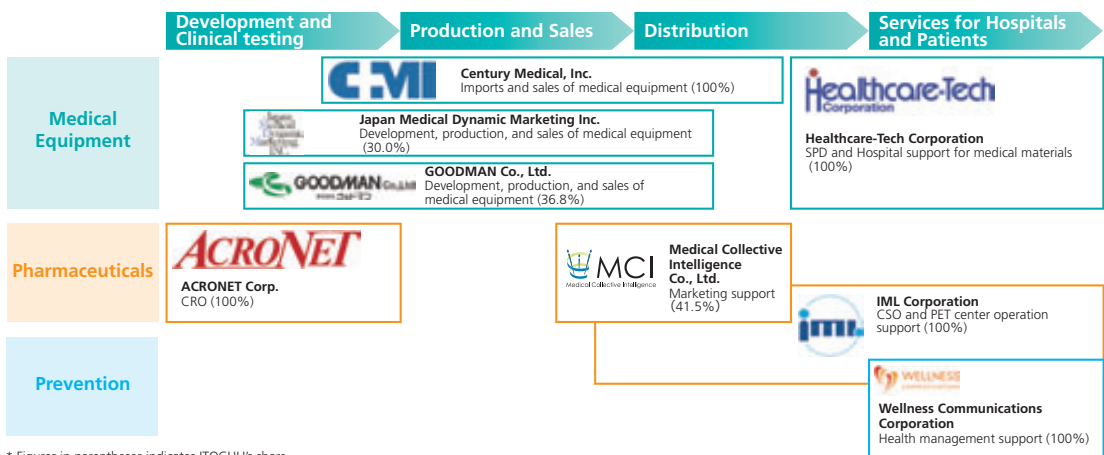 Development and
Clinical testing
Production and Sales
Distribution
Services for Hospitals
and Patients
Medical
Equipment
CMI
Century Medical, Inc.
Imports and sales of medical equipment (100%)
Japan Medical Dynamic Marketing Inc.
Development, production, and sales of medical equipment
(30.0%)
GOODMAN Co.,Ltd.
GOODMAN Co., Ltd.
Development, production, and sales of
medical equipment (36.8%)
Healthcare-Tech
Corporation
Healthcare-Tech Corporation
SPD and Hospital support for medical materials
(100%)
Pharmaceuticals
ACRONET
ACRONET Corp.
CRO (100%)
MCI
Medical Collective Intelligence
Medical Collective
Intelligence
Co., Ltd.
Marketing support
(41.5%)
iml
IML Corporation
CSO and PET center operation
support (100%)
Prevention
WELLNESS
Wellness Communications
Corporation
Health management support (100%)